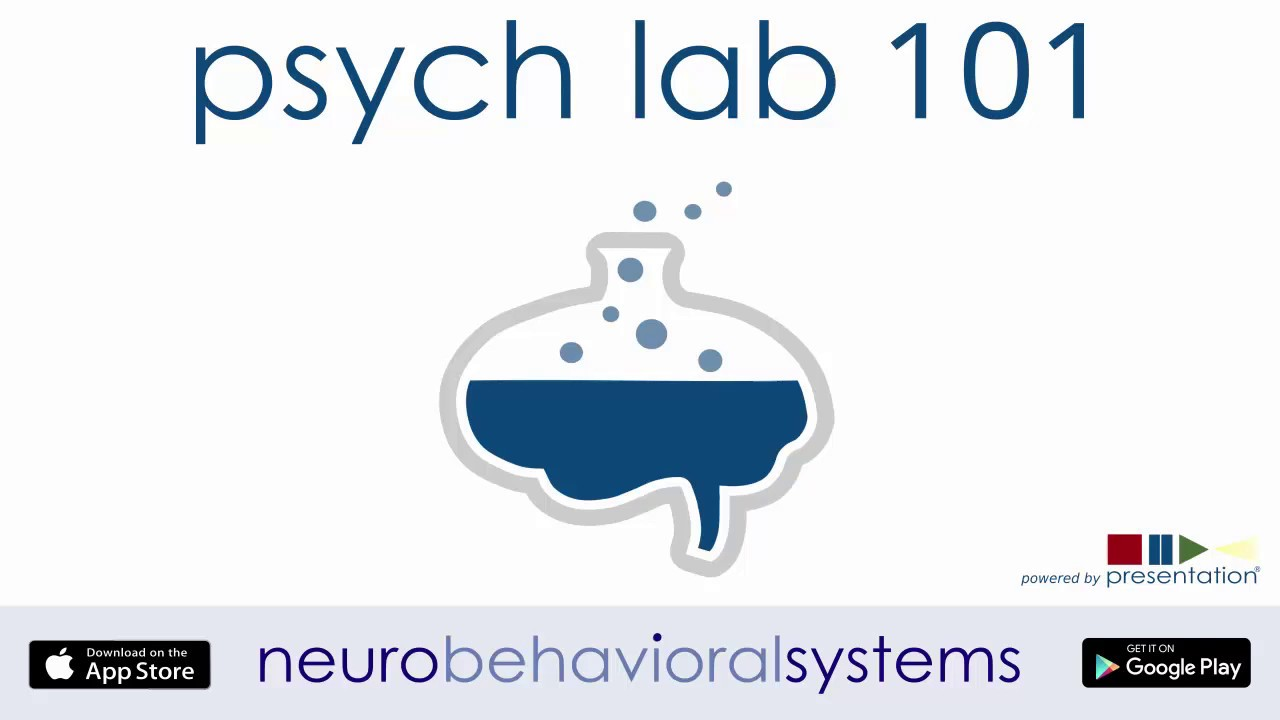 psych lab 101
powered by presentation®
Download on the
App Store
neurobehavioralsystems
GET IT ON
Google Play